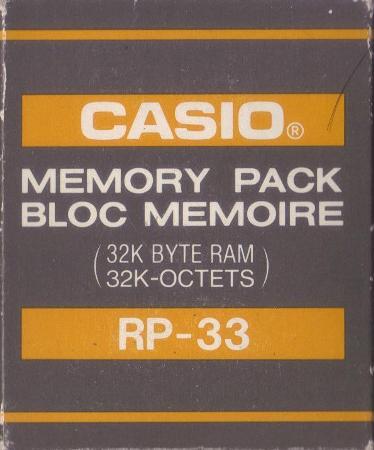 CASIO®
MEMORY PACK
BLOC MEMOIRE
(32K BYTE RAM
32K-OCTETS)
RP-33